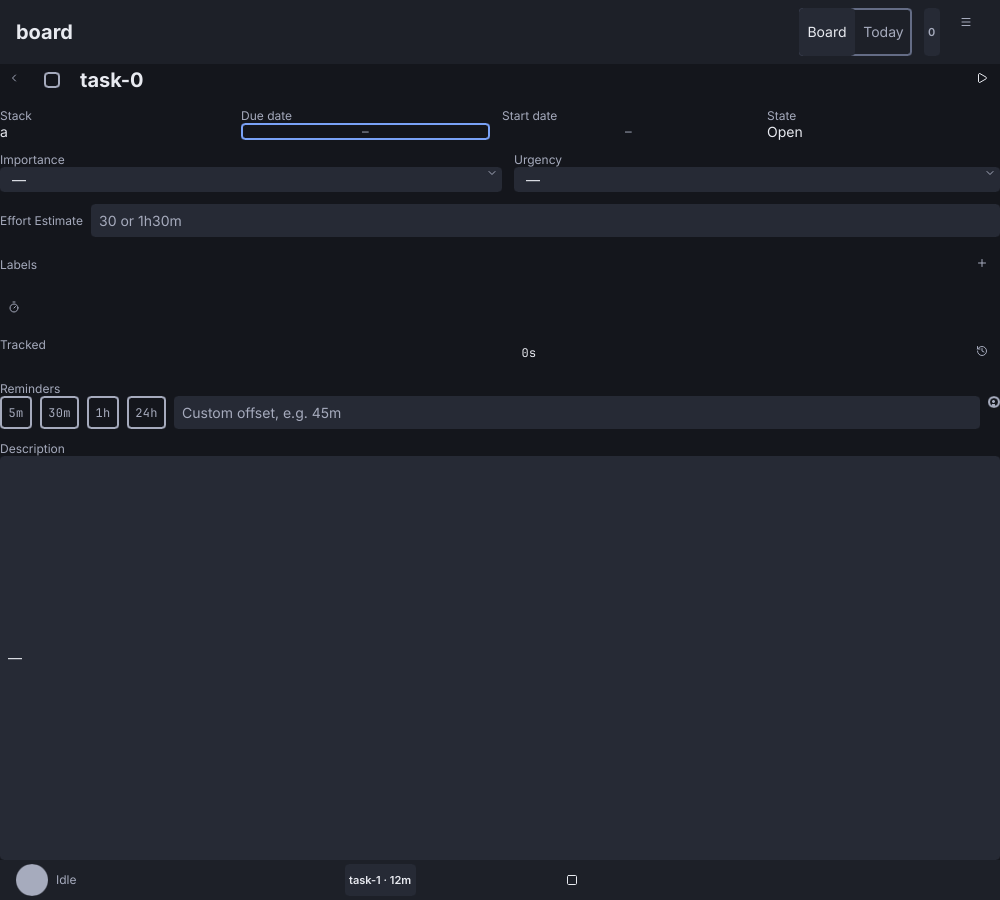 board
Board Today 0
task-0
Stack Due date Start date State
a – – Open
Importance Urgency
— —
Effort Estimate 30 or 1h30m
Labels +
Tracked
0s
Reminders
5m 30m 1h 24h Custom offset, e.g. 45m
Description
—
Idle task-1 · 12m